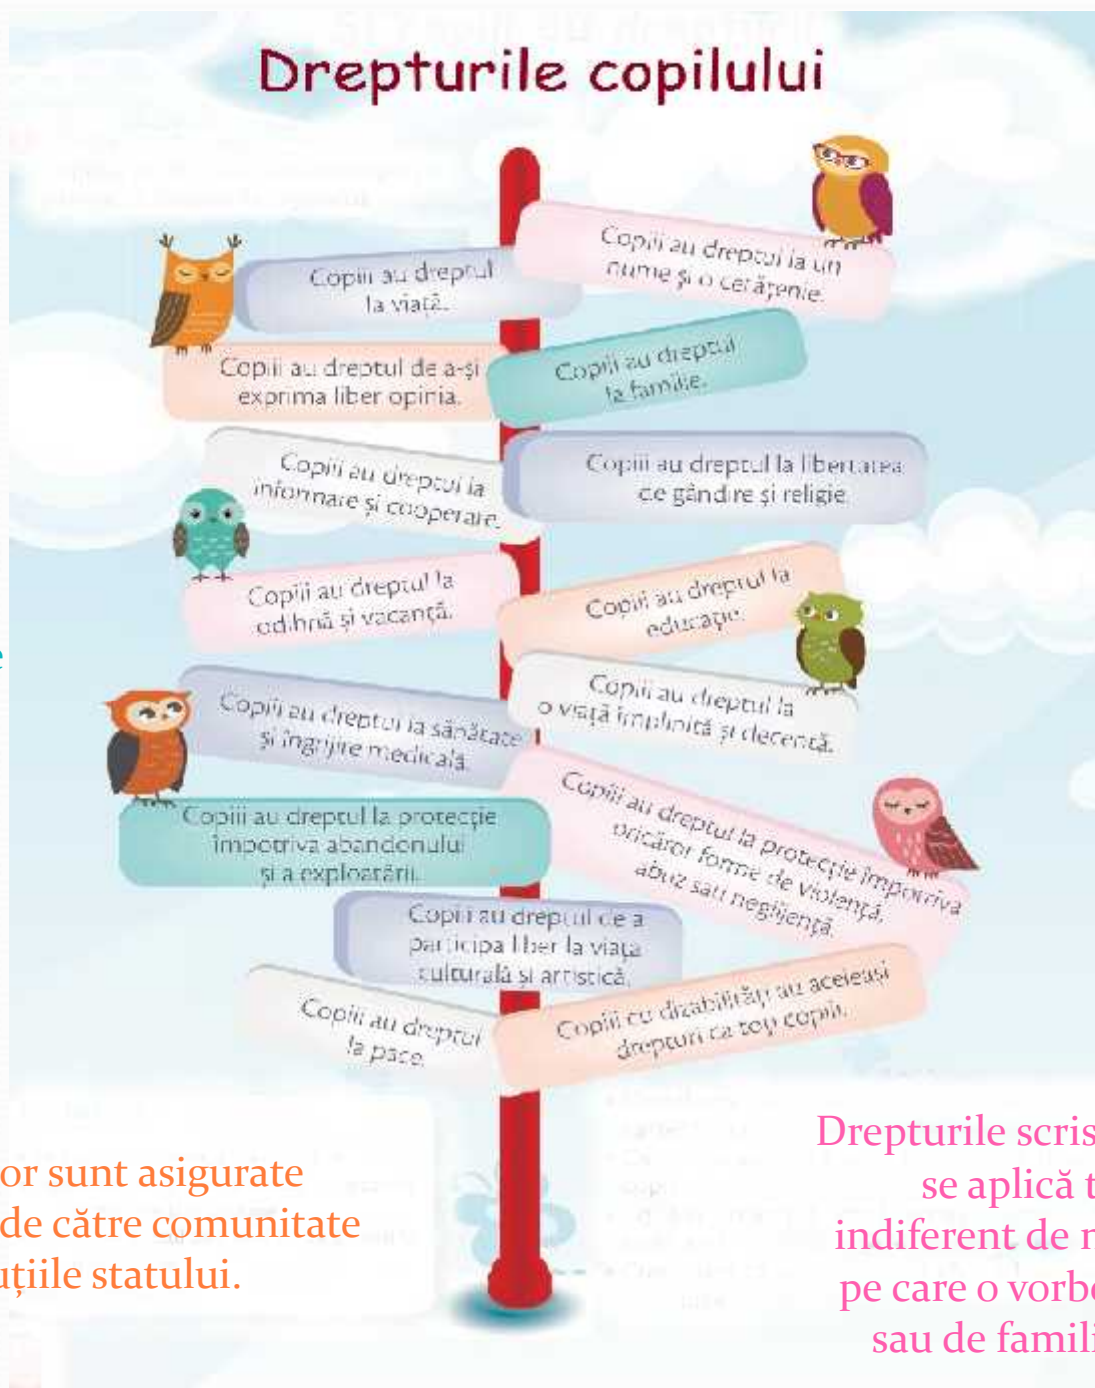 Drepturile copilului
Copiii au dreptul la un
nume și o cetățenie.
Copiii au dreptul
la viață.
Copiii au dreptul de a-și
exprima liber opinia.
Copiii au dreptul
la familie.
Copiii au dreptul la
informare și cooperare.
Copiii au dreptul la libertatea
de gândire și religie.
Copiii au dreptul la
odihnă și vacanță.
Copiii au dreptul la
educație.
Copiii au dreptul la sănătate
și îngrijire medicală.
Copiii au dreptul la
o viață împlinită și decentă.
Copiii au dreptul la protecție
împotriva abandonului
și a exploatării.
Copiii au dreptul la protecție împotriva
oricăror forme de violență,
abuz sau neglijență.
Copiii au dreptul de a
participa liber la viața
culturală și artistică.
Copiii au dreptul
la pace.
Copiii cu dizabilități au aceleași
drepturi ca toți copiii.
e
or sunt asigurate
de către comunitate
uțiile statului.
Drepturile scris
se aplică t
indiferent de
pe care o vorb
sau de famili